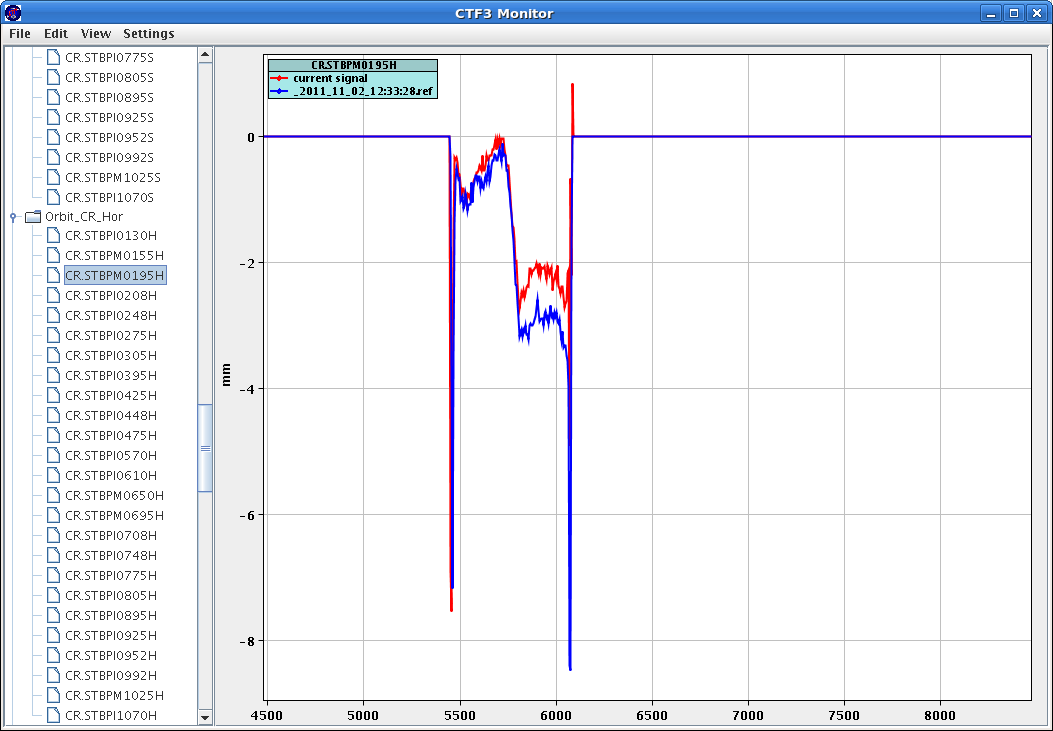 CTF3 Monitor
File Edit View Settings
CR.STBPI0775S
CR.STBPI0805S
CR.STBPI0895S
CR.STBPI0925S
CR.STBPI0952S
CR.STBPI0992S
CR.STBPM1025S
CR.STBPI1070S
Orbit_CR_Hor
CR.STBPI0130H
CR.STBPM0155H
CR.STBPM0195H
CR.STBPI0208H
CR.STBPI0248H
CR.STBPI0275H
CR.STBPI0305H
CR.STBPI0395H
CR.STBPI0425H
CR.STBPI0448H
CR.STBPI0475H
CR.STBPI0570H
CR.STBPI0610H
CR.STBPM0650H
CR.STBPM0695H
CR.STBPI0708H
CR.STBPI0748H
CR.STBPI0775H
CR.STBPI0805H
CR.STBPI0895H
CR.STBPI0925H
CR.STBPI0952H
CR.STBPI0992H
CR.STBPM1025H
CR.STBPI1070H
CR.STBPM0195H
current signal
_2011_11_02_12:33:28.ref
0
-2
-4
-6
-8
mm
4500 5000 5500 6000 6500 7000 7500 8000